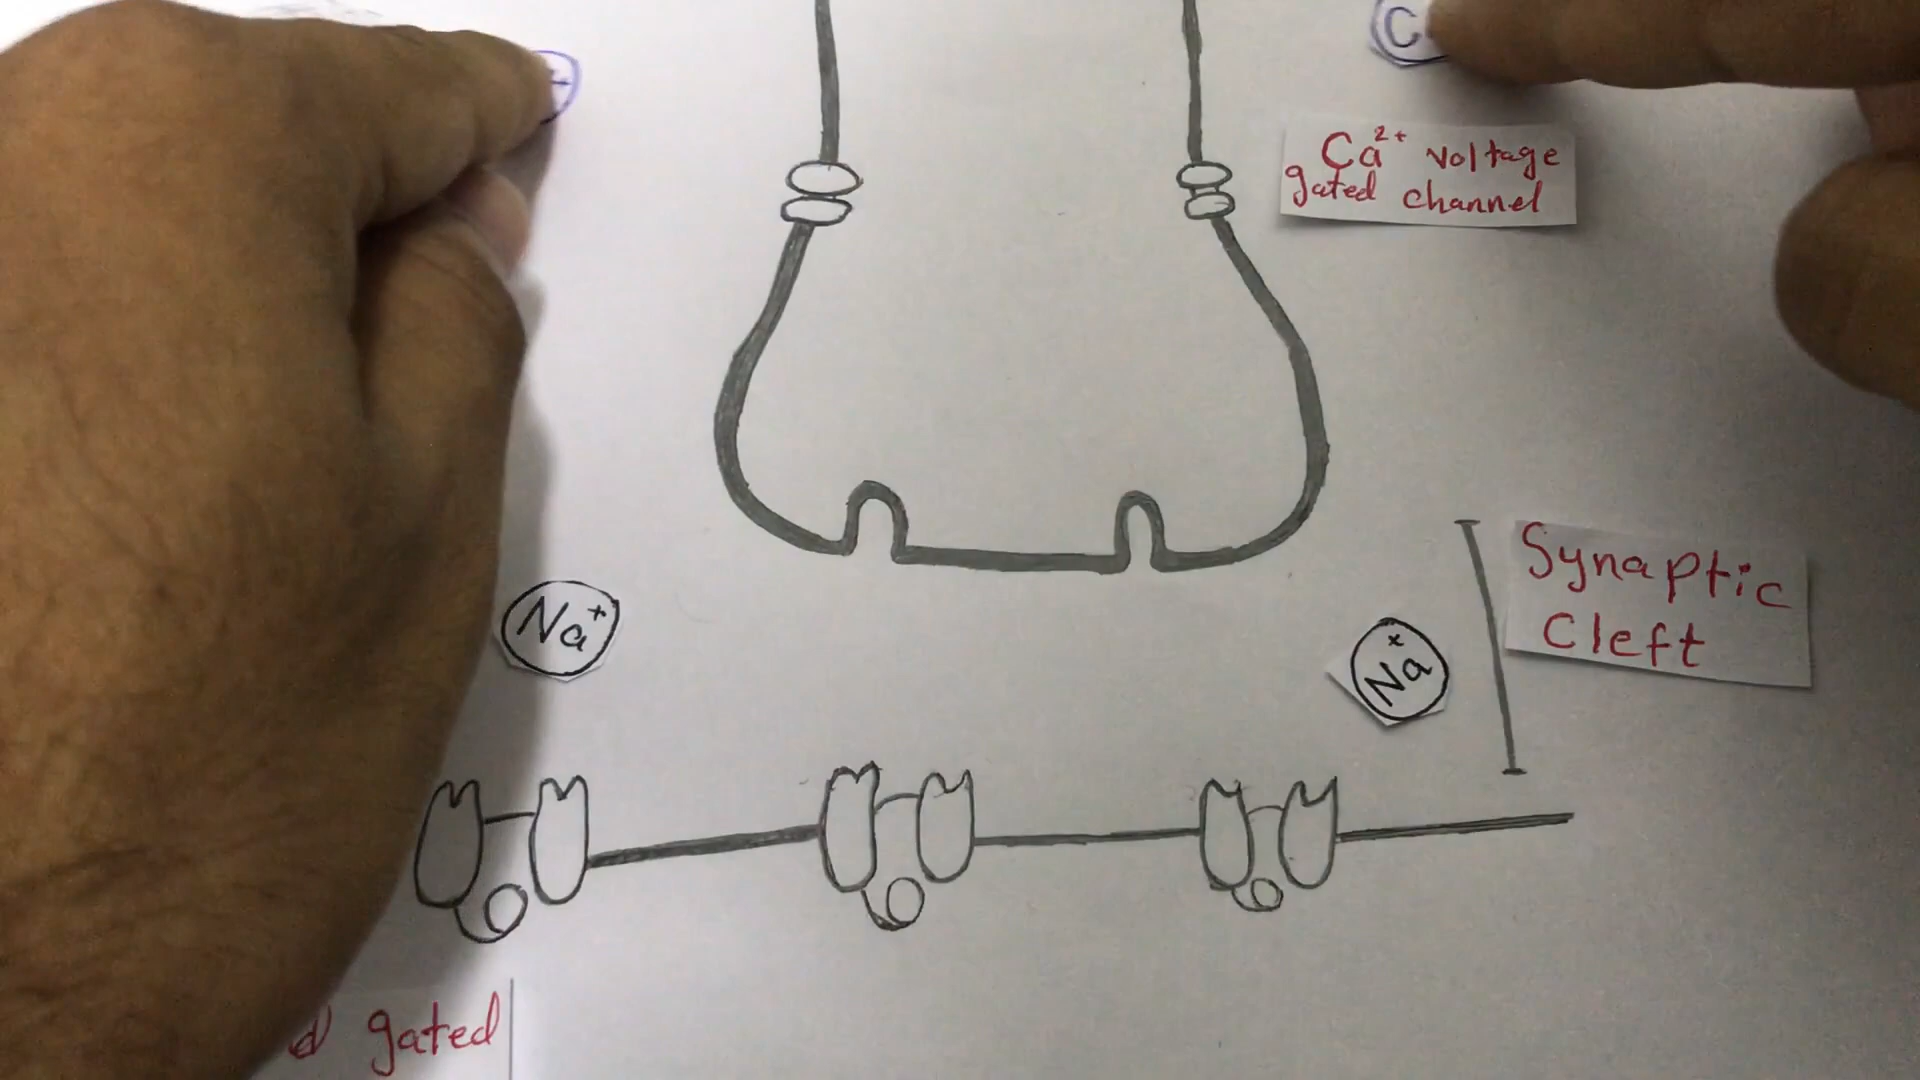 C
Ca²⁺ voltage
gated channel
Synaptic
Cleft
Na⁺
Na⁺
gated